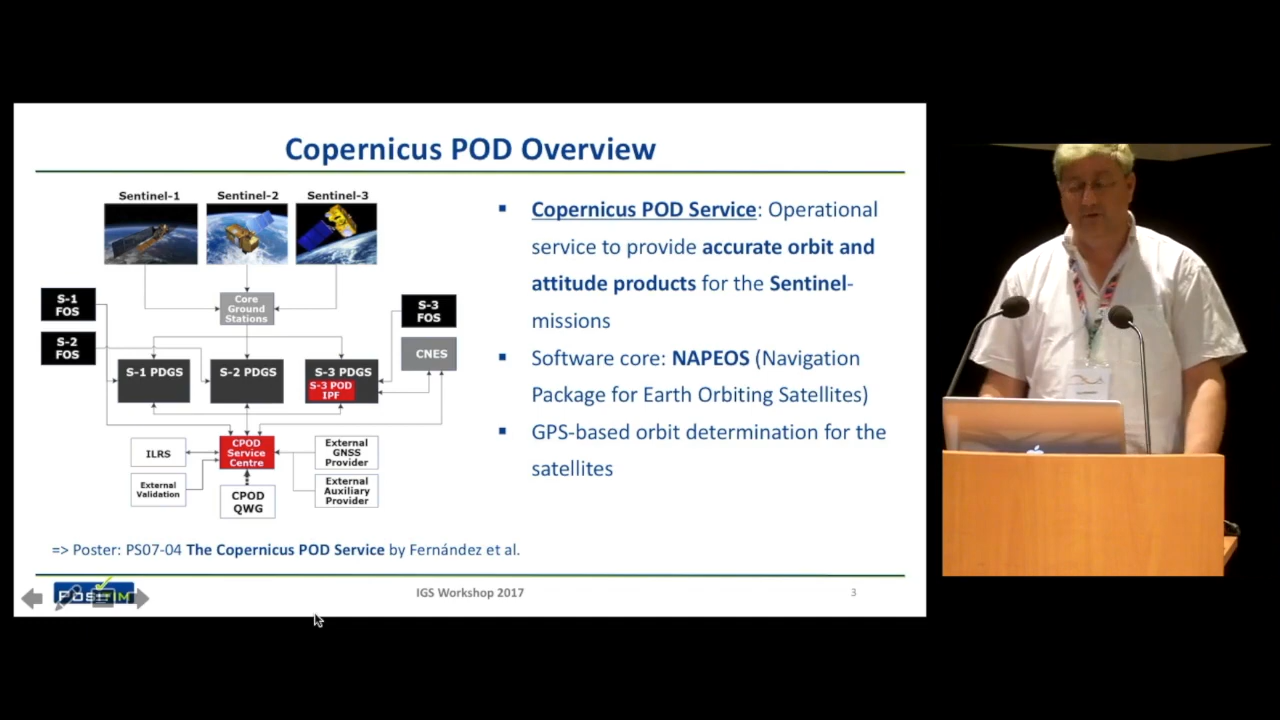 Copernicus POD Overview
Sentinel-1
Sentinel-2
Sentinel-3
Core
Ground
Stations
S-1
FOS
S-2
FOS
S-3
FOS
CNES
S-1 PDGS
S-2 PDGS
S-3 PDGS
S-3 POD
IPF
CPOD
Service
Centre
ILRS
External
Validation
CPOD
QWG
External
GNSS
Provider
External
Auxiliary
Provider
▪ Copernicus POD Service: Operational
service to provide accurate orbit and
attitude products for the Sentinel-
missions
▪ Software core: NAPEOS (Navigation
Package for Earth Orbiting Satellites)
▪ GPS-based orbit determination for the
satellites
=> Poster: PS07-04 The Copernicus POD Service by Fernández et al.
IGS Workshop 2017
3